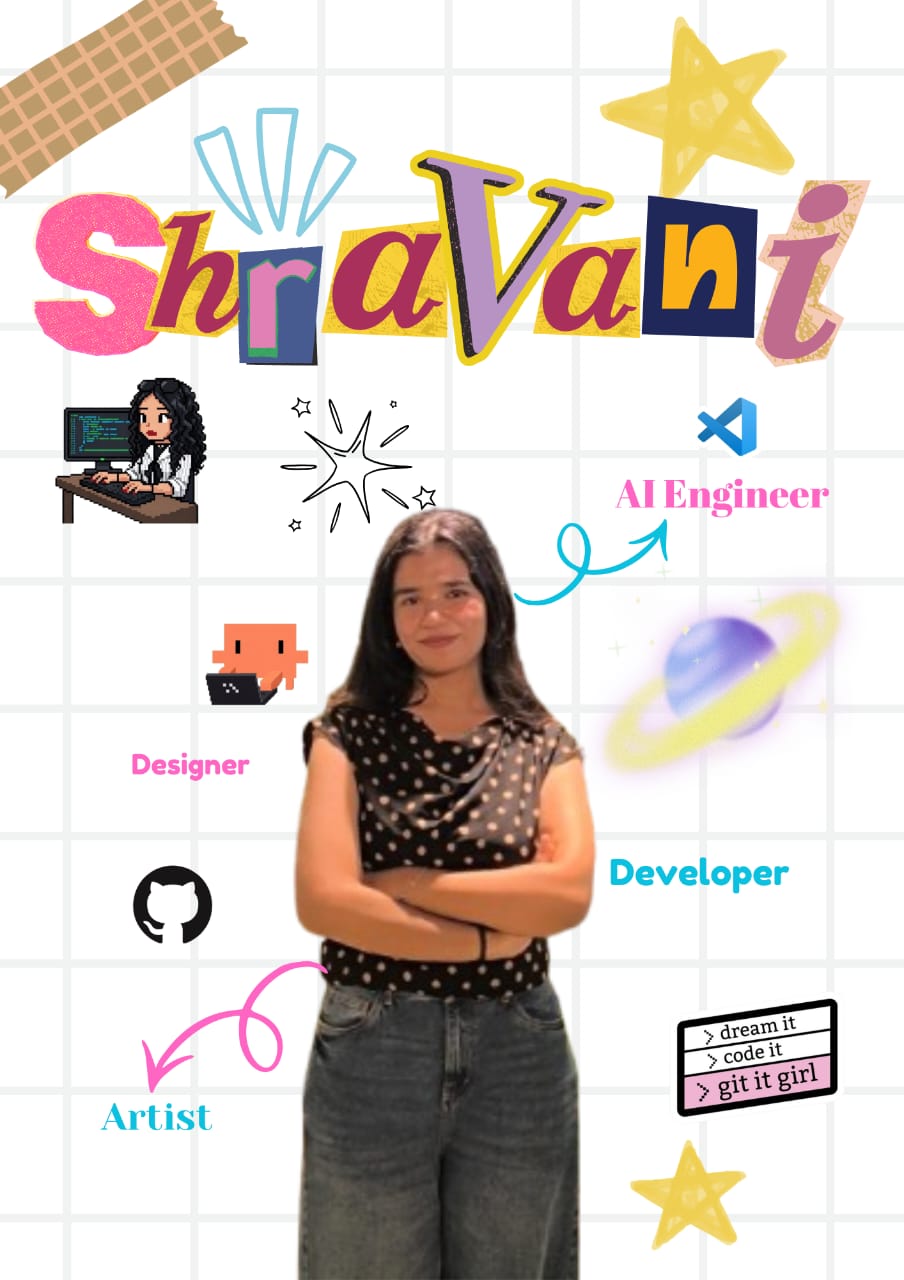 ShraVani
AI Engineer
Designer
Developer
> dream it
> code it
> git it girl
Artist